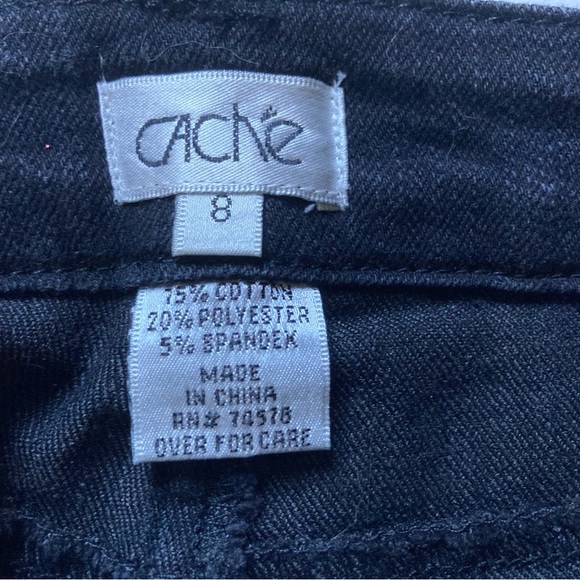 CAChé
8
75% COTTON
20% POLYESTER
5% SPANDEX
MADE
IN CHINA
RN# 74578
OVER FOR CARE